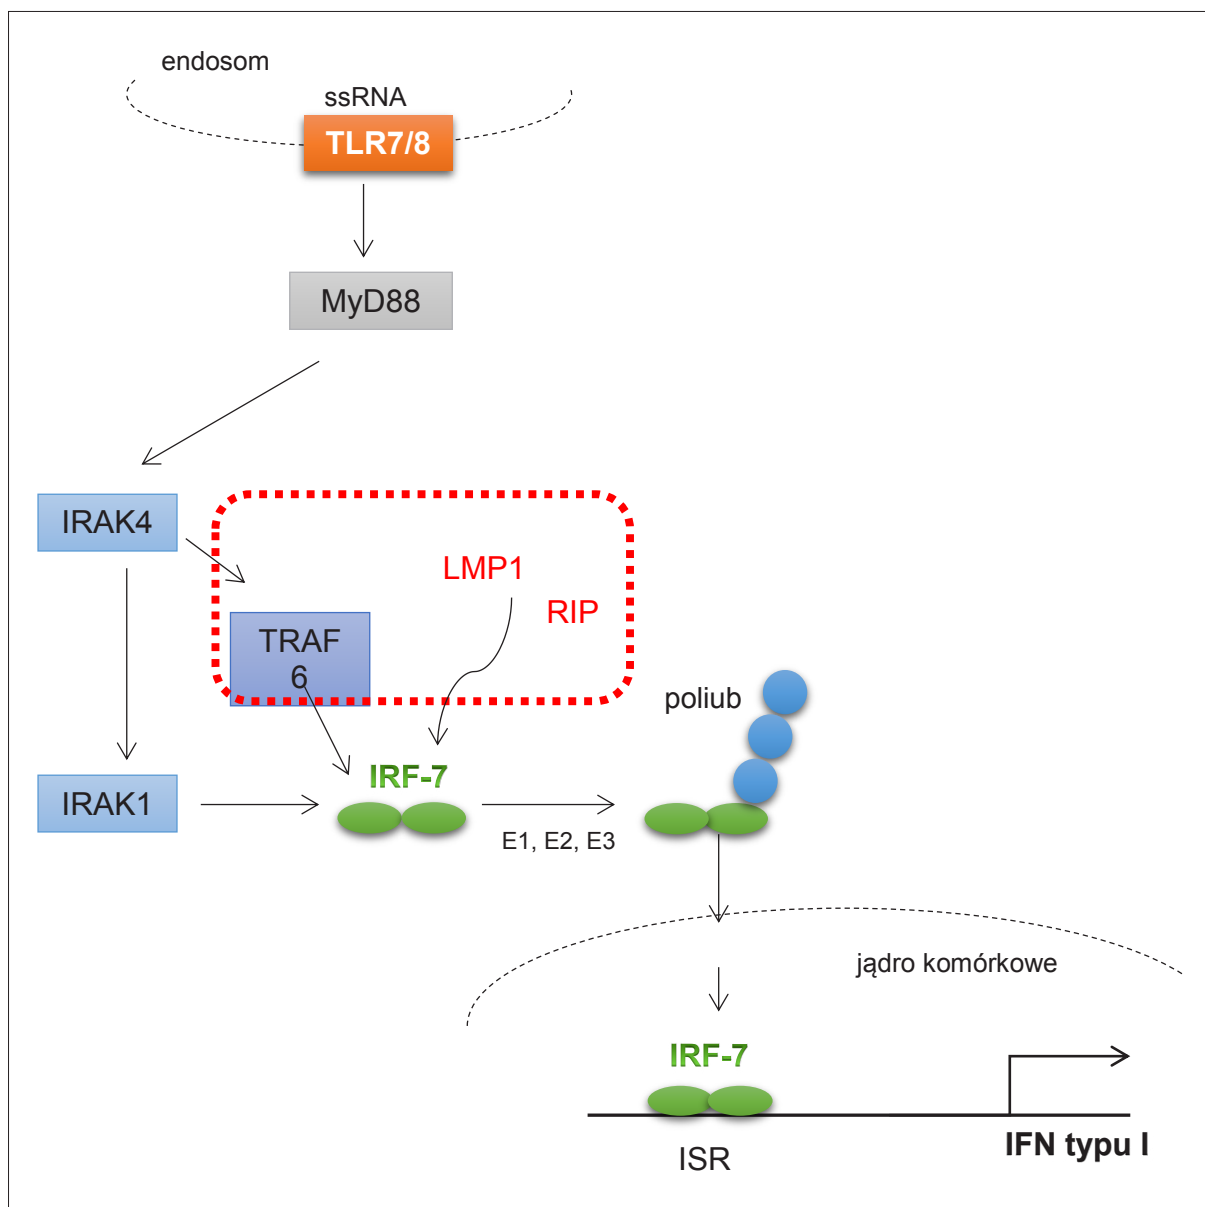 endosom
ssRNA
TLR7/8
MyD88
IRAK4
LMP1
RIP
TRAF
6
poliub
IRF-7
IRAK1
E1, E2, E3
jądro komórkowe
IRF-7
IFN typu I
ISR